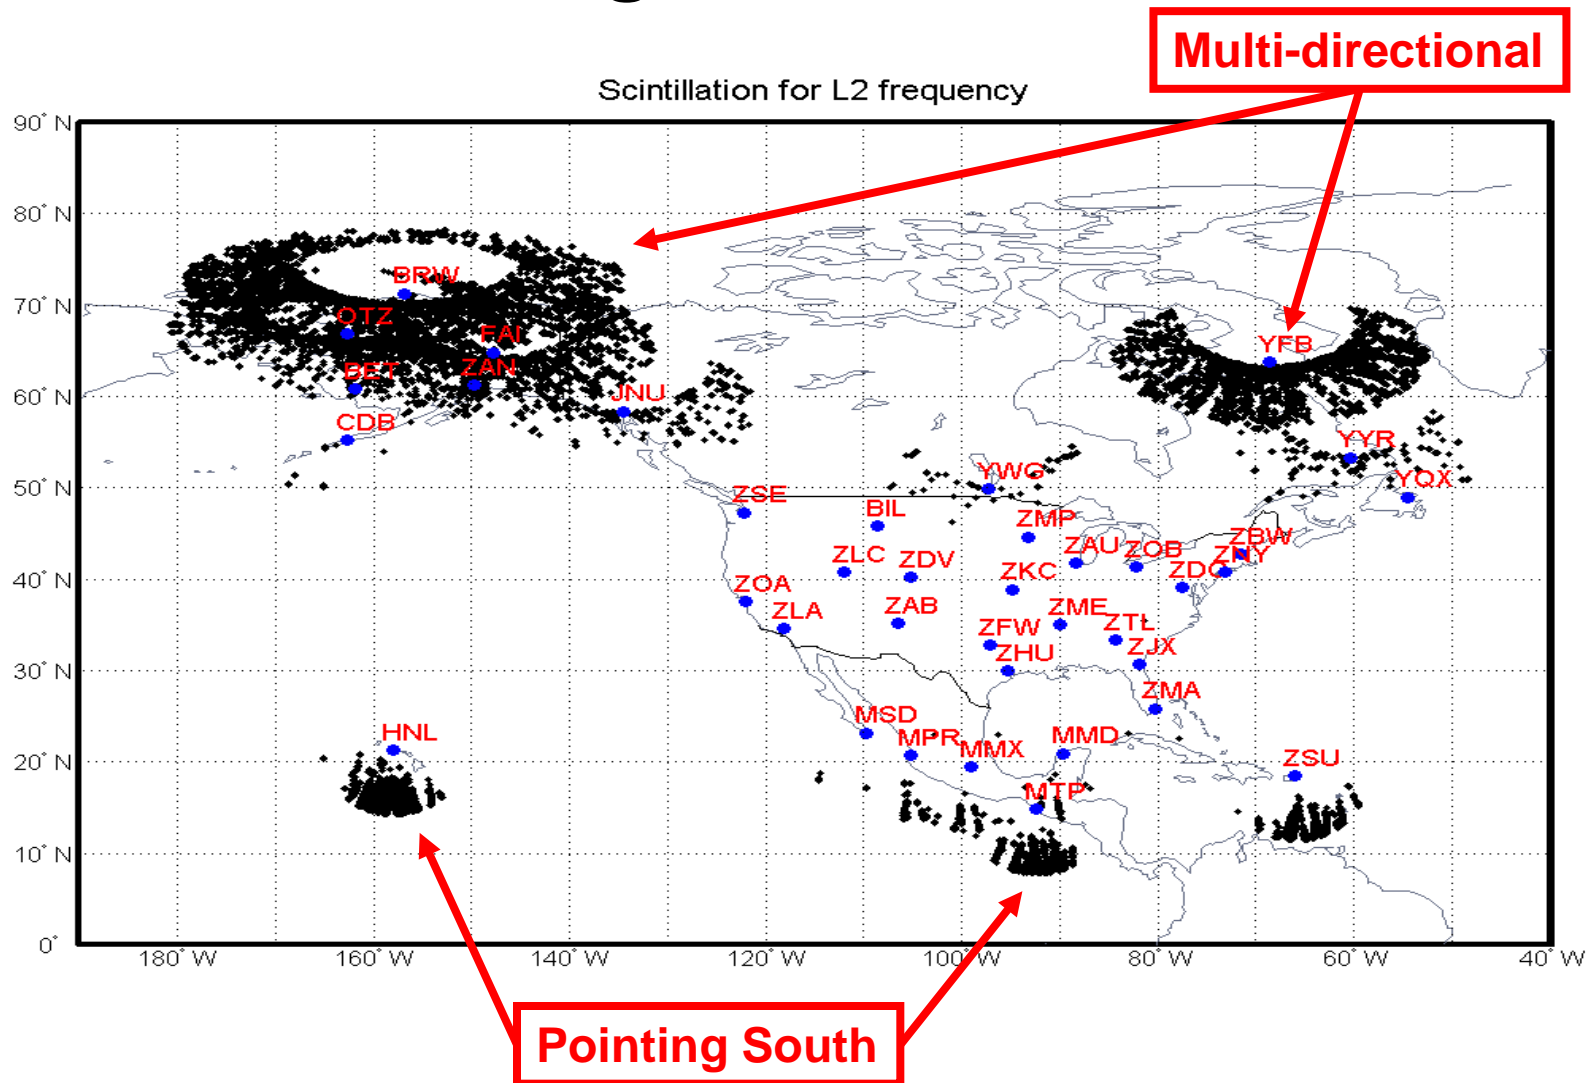 Multi-directional
Scintillation for L2 frequency
90° N
80° N
70° N
60° N
50° N
40° N
30° N
20° N
10° N
0°
BRW
OTZ
FAI
BET
ZAN
JNU
CDB
YFB
YYR
YQX
YWG
ZSE
BIL
ZMP
ZLC
ZDV
ZAU
ZOB
ZBW
ZNY
ZDC
ZKC
ZOA
ZLA
ZAB
ZME
ZTL
ZFW
ZHU
ZJX
ZMA
HNL
MSD
MPR
MMX
MMD
MTP
ZSU
180° W
160° W
140° W
120° W
100° W
80° W
60° W
40° W
Pointing South